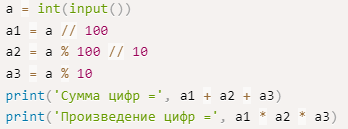 a = int(input())
a1 = a // 100
a2 = a % 100 // 10
a3 = a % 10
print('Сумма цифр =', a1 + a2 + a3)
print('Произведение цифр =', a1 * a2 * a3)